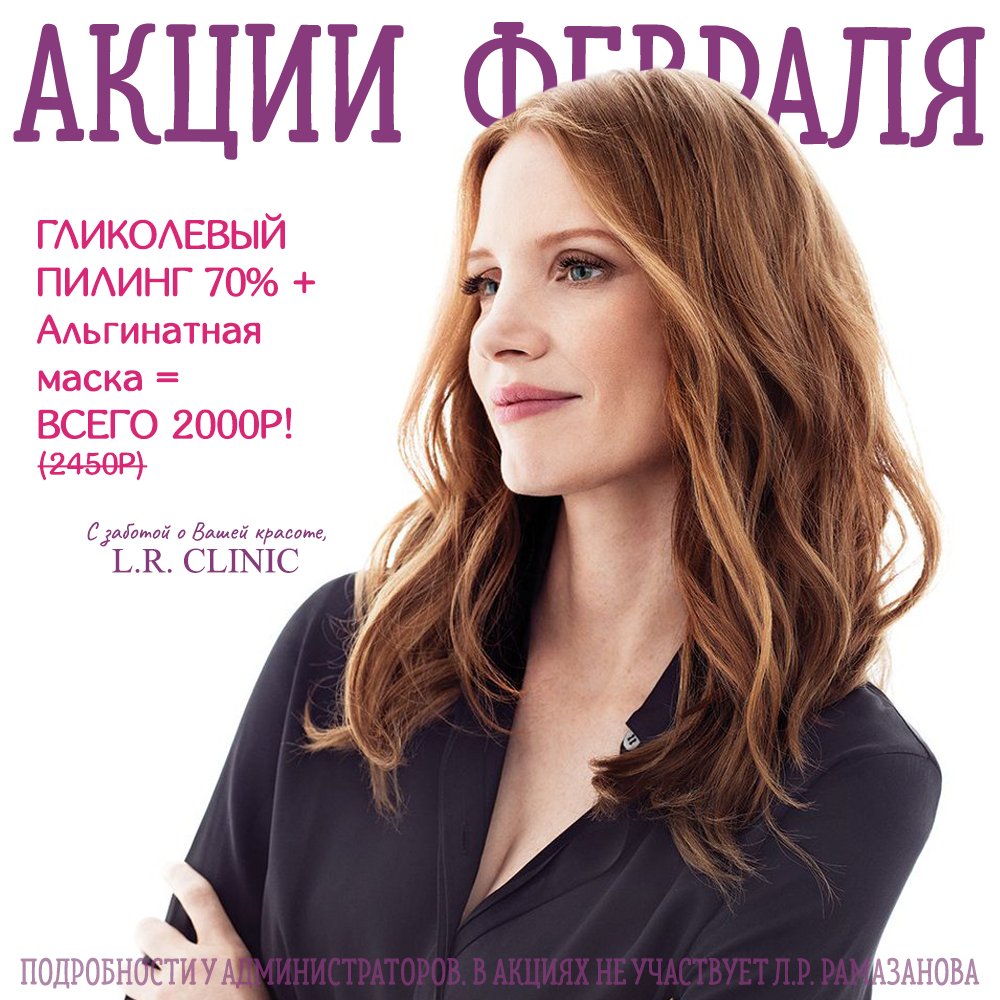 АКЦИИ ФЕВРАЛЯ
ГЛИКОЛЕВЫЙ
ПИЛИНГ 70% +
Альгинатная
маска =
ВСЕГО 2000Р!
(2450Р)
С заботой о Вашей красоте,
L.R. CLINIC
ПОДРОБНОСТИ У АДМИНИСТРАТОРОВ. В АКЦИЯХ НЕ УЧАСТВУЕТ Л.Р. РАМАЗАНОВА